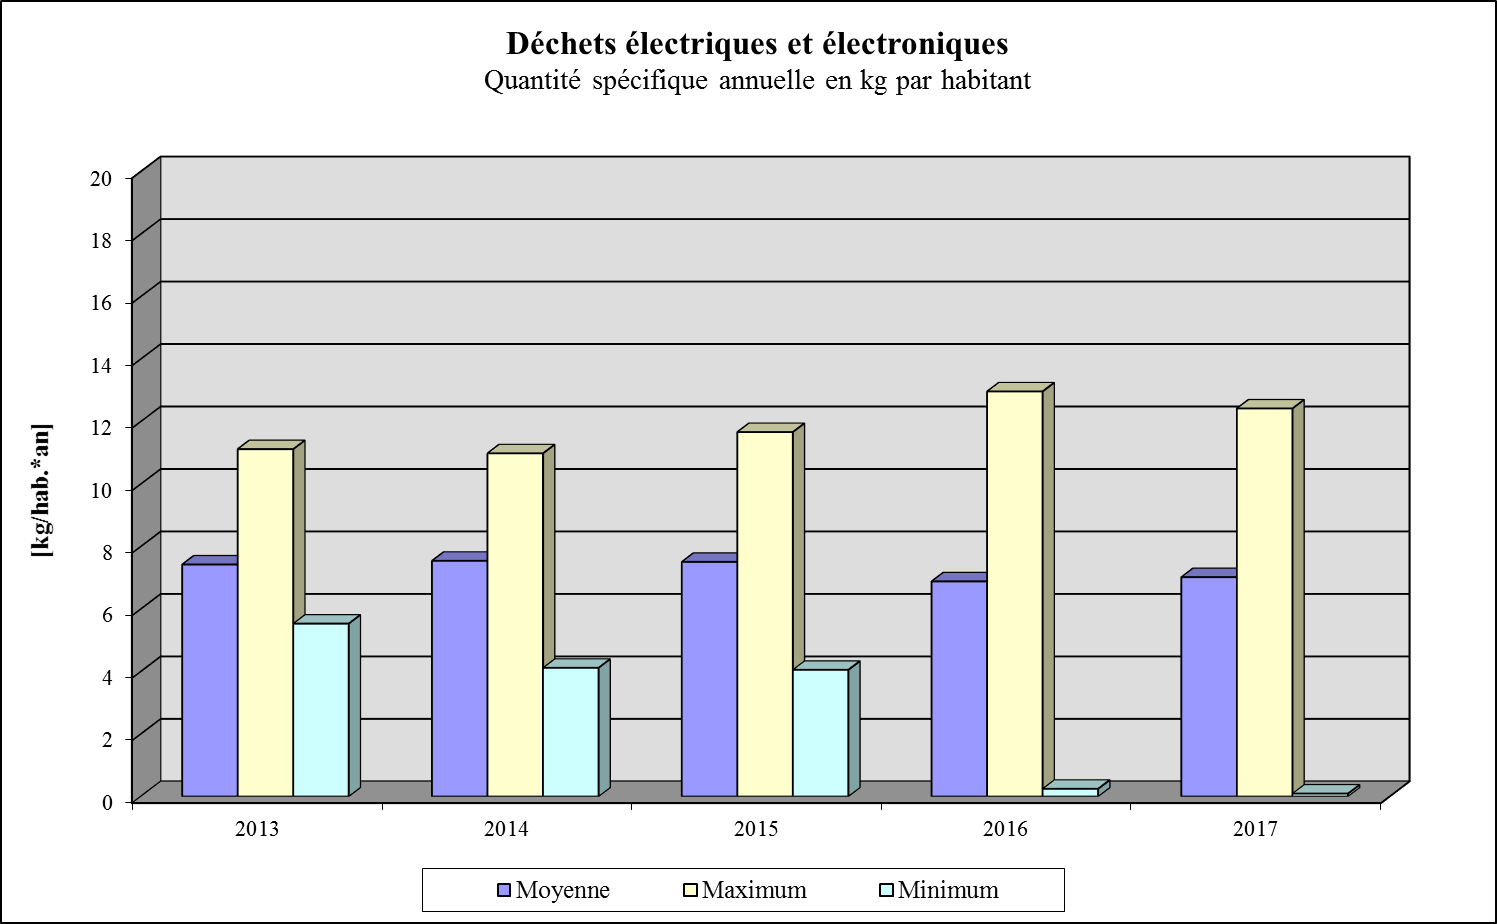 Déchets électriques et électroniques
Quantité spécifique annuelle en kg par habitant
20
18
16
14
12
10
8
6
4
2
0
[kg/hab.*an]
2013 2014 2015 2016 2017
Moyenne Maximum Minimum